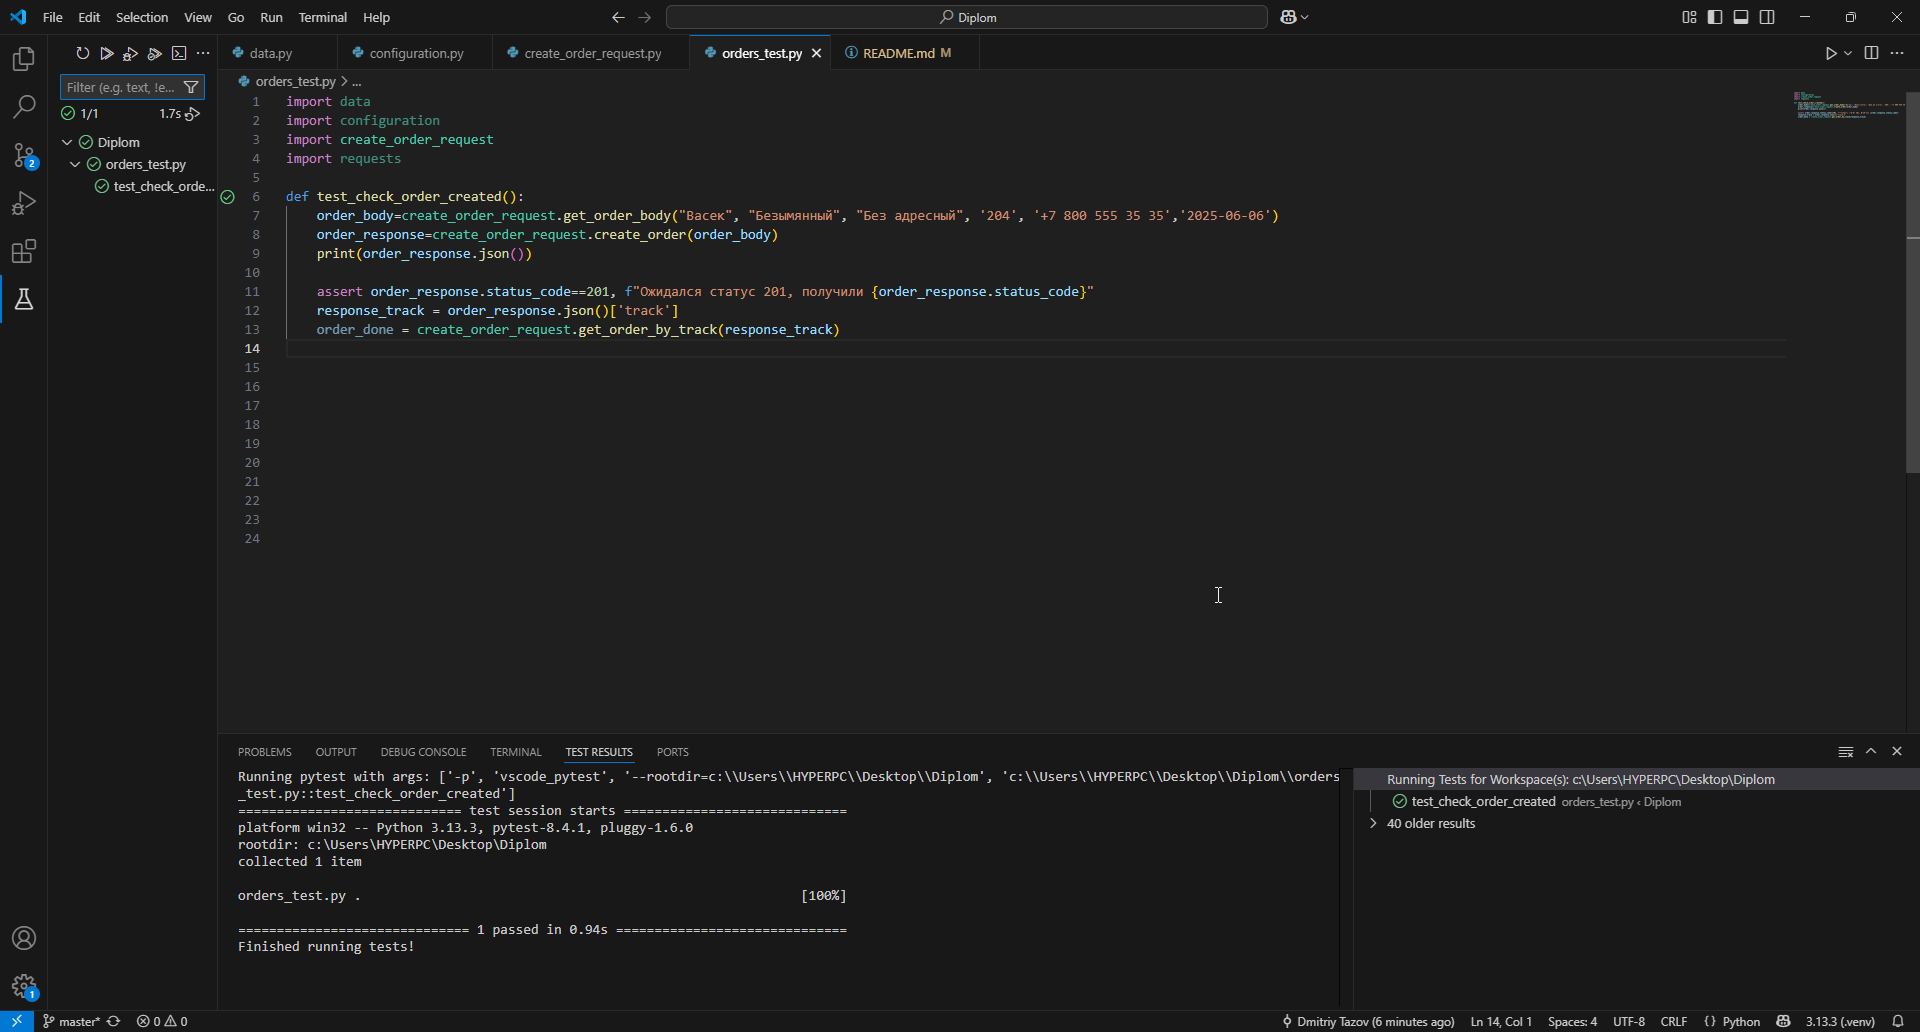 File Edit Selection View Go Run Terminal Help
Diplom
data.py
configuration.py
create_order_request.py
orders_test.py
README.md M
Filter (e.g. text, !e...
1/1 1.7s
Diplom
orders_test.py
test_check_orde...
orders_test.py > ...
1 import data
2 import configuration
3 import create_order_request
4 import requests
5
6 def test_check_order_created():
7 order_body=create_order_request.get_order_body("Васек", "Безымянный", "Без адресный", '204', '+7 800 555 35 35','2025-06-06')
8 order_response=create_order_request.create_order(order_body)
9 print(order_response.json())
10
11 assert order_response.status_code==201, f"Ожидался статус 201, получили {order_response.status_code}"
12 response_track = order_response.json()['track']
13 order_done = create_order_request.get_order_by_track(response_track)
14
15
16
17
18
19
20
21
22
23
24
2
PROBLEMS OUTPUT DEBUG CONSOLE TERMINAL TEST RESULTS PORTS
Running pytest with args: ['-p', 'vscode_pytest', '--rootdir=c:\\Users\\HYPERPC\\Desktop\\Diplom', 'c:\\Users\\HYPERPC\\Desktop\\Diplom\\orders
_test.py::test_check_order_created']
============================= test session starts =============================
platform win32 -- Python 3.13.3, pytest-8.4.1, pluggy-1.6.0
rootdir: c:\Users\HYPERPC\Desktop\Diplom
collected 1 item
orders_test.py . [100%]
============================== 1 passed in 0.94s ==============================
Finished running tests!
Running Tests for Workspace(s): c:\Users\HYPERPC\Desktop\Diplom
test_check_order_created orders_test.py ‹ Diplom
40 older results
1
master* 0 0
Dmitriy Tazov (6 minutes ago) Ln 14, Col 1 Spaces: 4 UTF-8 CRLF {} Python 3.13.3 (.venv)